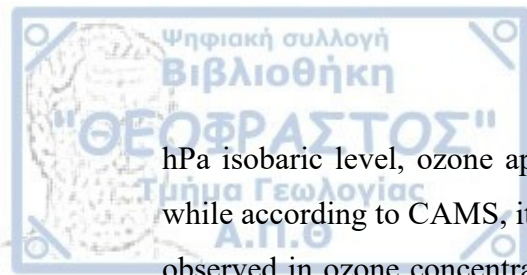 Ψηφιακή συλλογή
Βιβλιοθήκη
"ΘΕΟΦΡΑΣΤΟΣ"
hPa isobaric level, ozone ap
Τμήμα Γεωλογίας
while according to CAMS, it
Α.Π.Θ
observed in ozone concentra